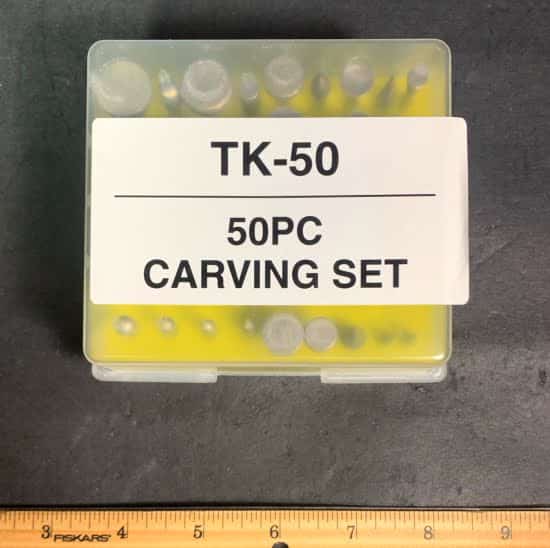 TK-50
50PC
CARVING SET
3 FISKARS 4 5 6 7 8 9